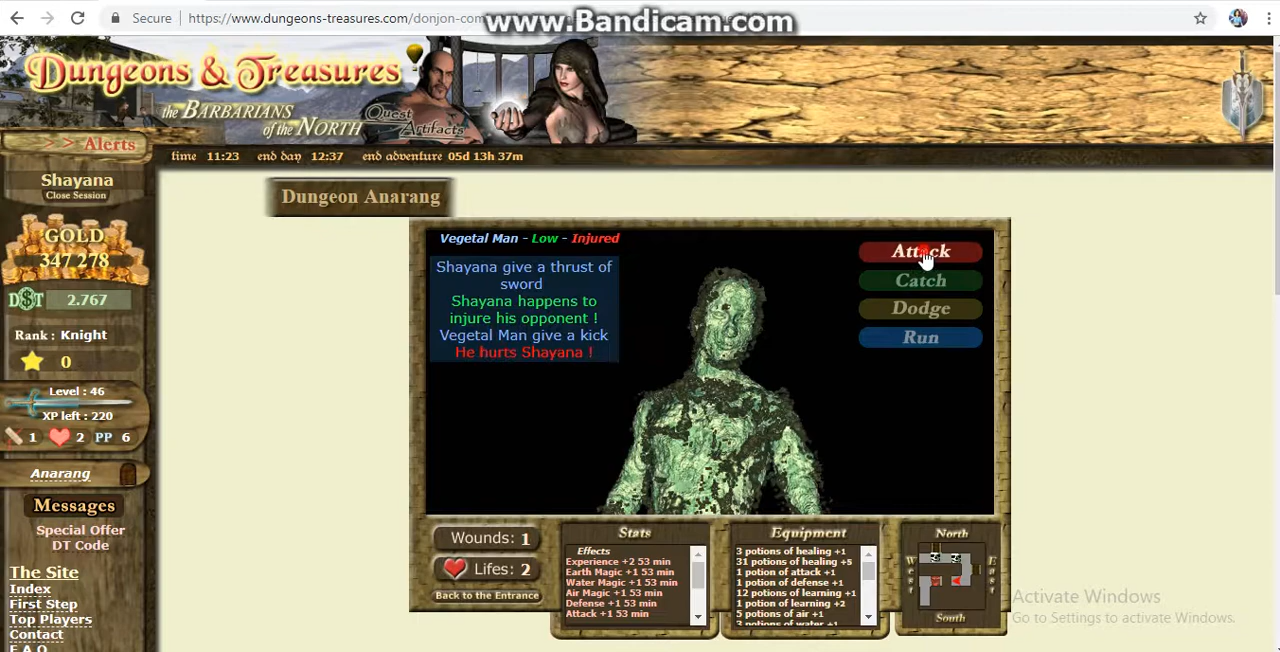 www.Bandicam.com
Secure https://www.dungeons-treasures.com/donjon-com
Dungeons & Treasures
the BARBARIANS
of the NORTH
Quest
Artifacts
> > Alerts
time 11:23 end day 12:37 end adventure 05d 13h 37m
Shayana
Close Session
GOLD
347 278
D$T 2.767
Rank : Knight
0
Level : 46
XP left : 220
1 2 PP 6
Anarang
Messages
Special Offer
DT Code
The Site
Index
First Step
Top Players
Contact
F.A.Q
Dungeon Anarang
Vegetal Man - Low - Injured
Shayana give a thrust of
sword
Shayana happens to
injure his opponent !
Vegetal Man give a kick
He hurts Shayana !
Attack
Catch
Dodge
Run
Wounds: 1
Lifes: 2
Back to the Entrance
Stats
Effects
Experience +2 53 min
Earth Magic +1 53 min
Water Magic +1 53 min
Air Magic +1 53 min
Defense +1 53 min
Attack +1 53 min
Equipment
3 potions of healing +1
31 potions of healing +5
1 potion of attack +1
1 potion of defense +1
12 potions of learning +1
1 potion of learning +2
5 potions of air +1
3 potions of water +1
North
West
East
South
Activate Windows
Go to Settings to activate Windows.